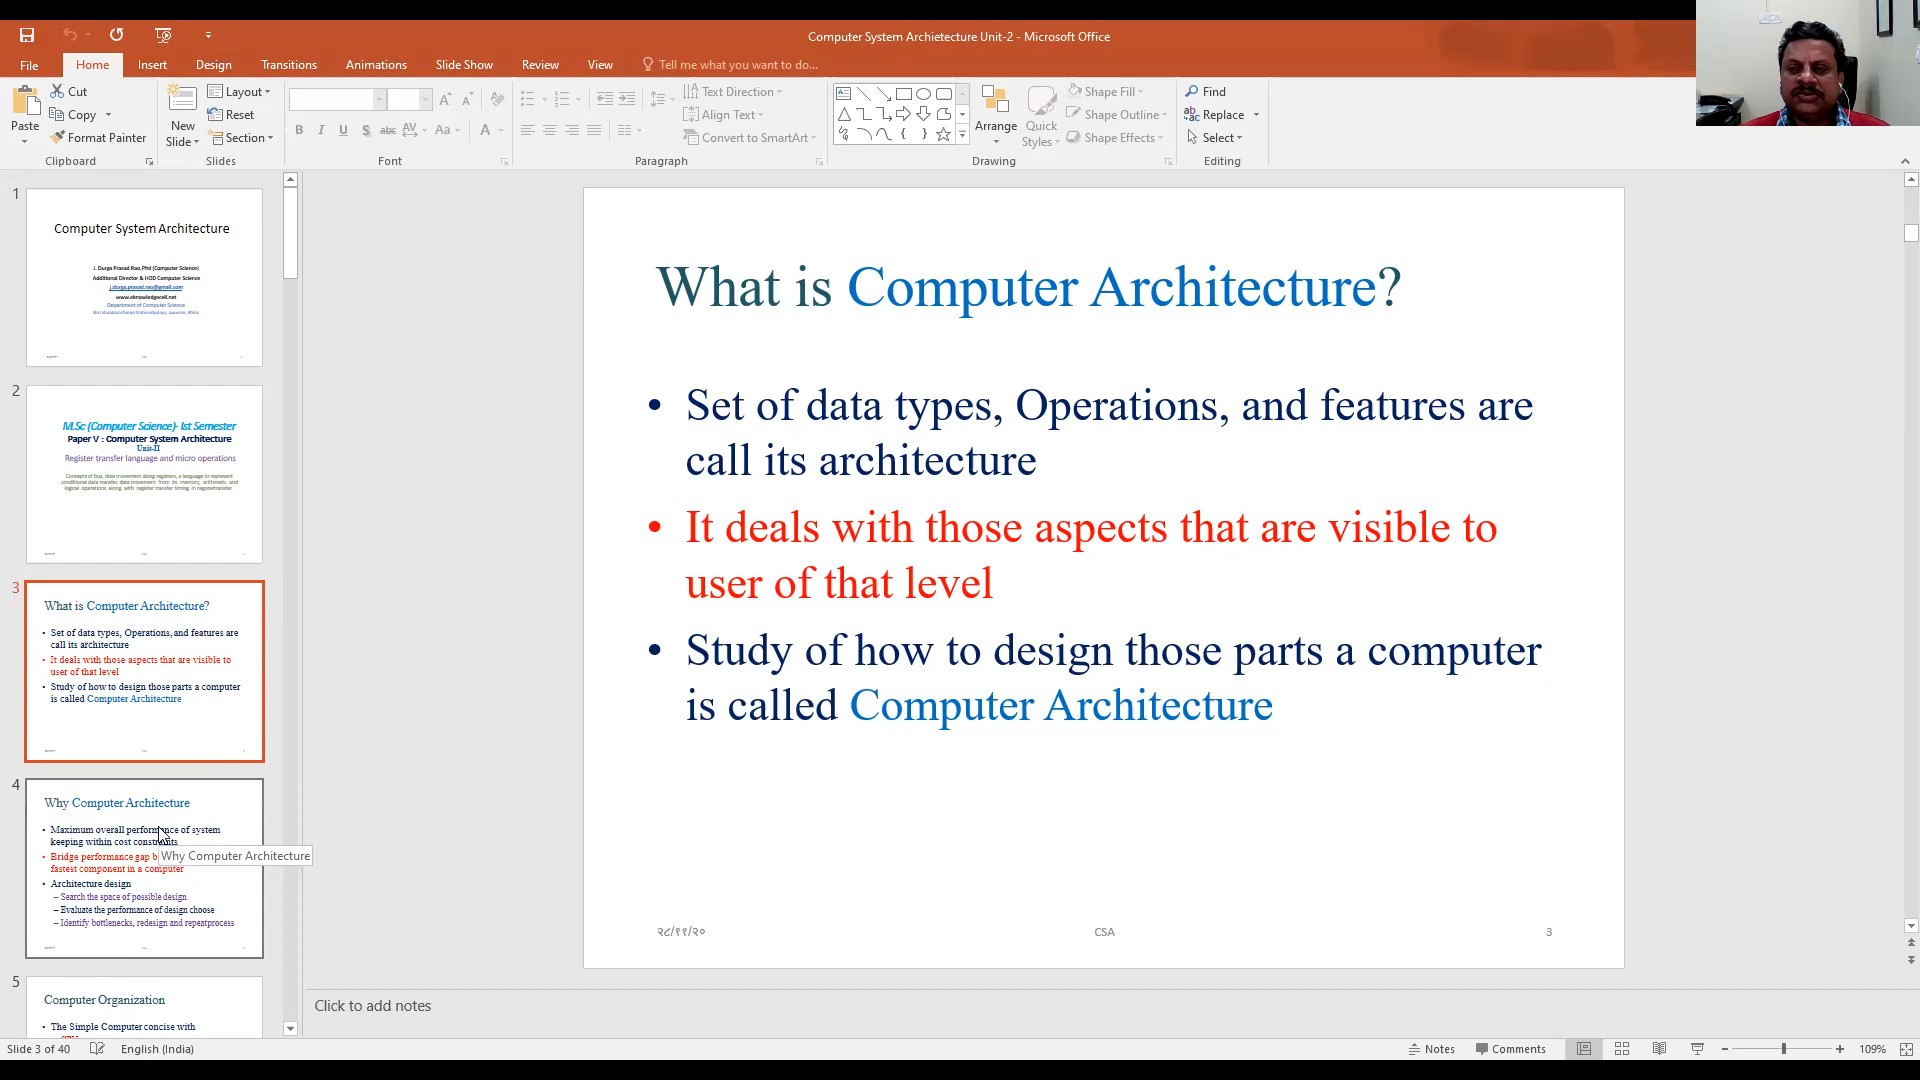 Computer System Archietecture Unit-2 - Microsoft Office
File Home Insert Design Transitions Animations Slide Show Review View Tell me what you want to do...
Paste
Cut
Copy
Format Painter
Clipboard
New
Slide
Layout
Reset
Section
Slides
B I U S abc AV Aa A
Font
Text Direction
Align Text
Convert to SmartArt
Paragraph
Arrange
Quick
Styles
Shape Fill
Shape Outline
Shape Effects
Drawing
Find
Replace
Select
Editing
1
Computer System Architecture
J. Durga Prasad Rao, Phd (Computer Science)
Additional Director & HOD Computer Science
j.durga.prasad.rao@gmail.com
www.eknowledgecell.net
Department of Computer Science
2
M.Sc (Computer Science)- Ist Semester
Paper V : Computer System Architecture
Unit-II
Register transfer language and micro operations
Concepts of bus, data movement along registers, a language to represent
conditional data transfer, data movement from its memory, arithmetic and
logical operations along with register transfer timing in registertransfer
3
What is Computer Architecture?
• Set of data types, Operations, and features are
call its architecture
• It deals with those aspects that are visible to
user of that level
• Study of how to design those parts a computer
is called Computer Architecture
4
Why Computer Architecture
• Maximum overall performance of system
keeping within cost constraints
• Bridge performance gap b
fastest component in a computer
Why Computer Architecture
• Architecture design
– Search the space of possible design
– Evaluate the performance of design choose
– Identify bottlenecks, redesign and repeatprocess
5
Computer Organization
• The Simple Computer concise with
What is Computer Architecture?
• Set of data types, Operations, and features are
call its architecture
• It deals with those aspects that are visible to
user of that level
• Study of how to design those parts a computer
is called Computer Architecture
२८/११/२०
CSA
3
Click to add notes
Slide 3 of 40
English (India)
Notes
Comments
109%